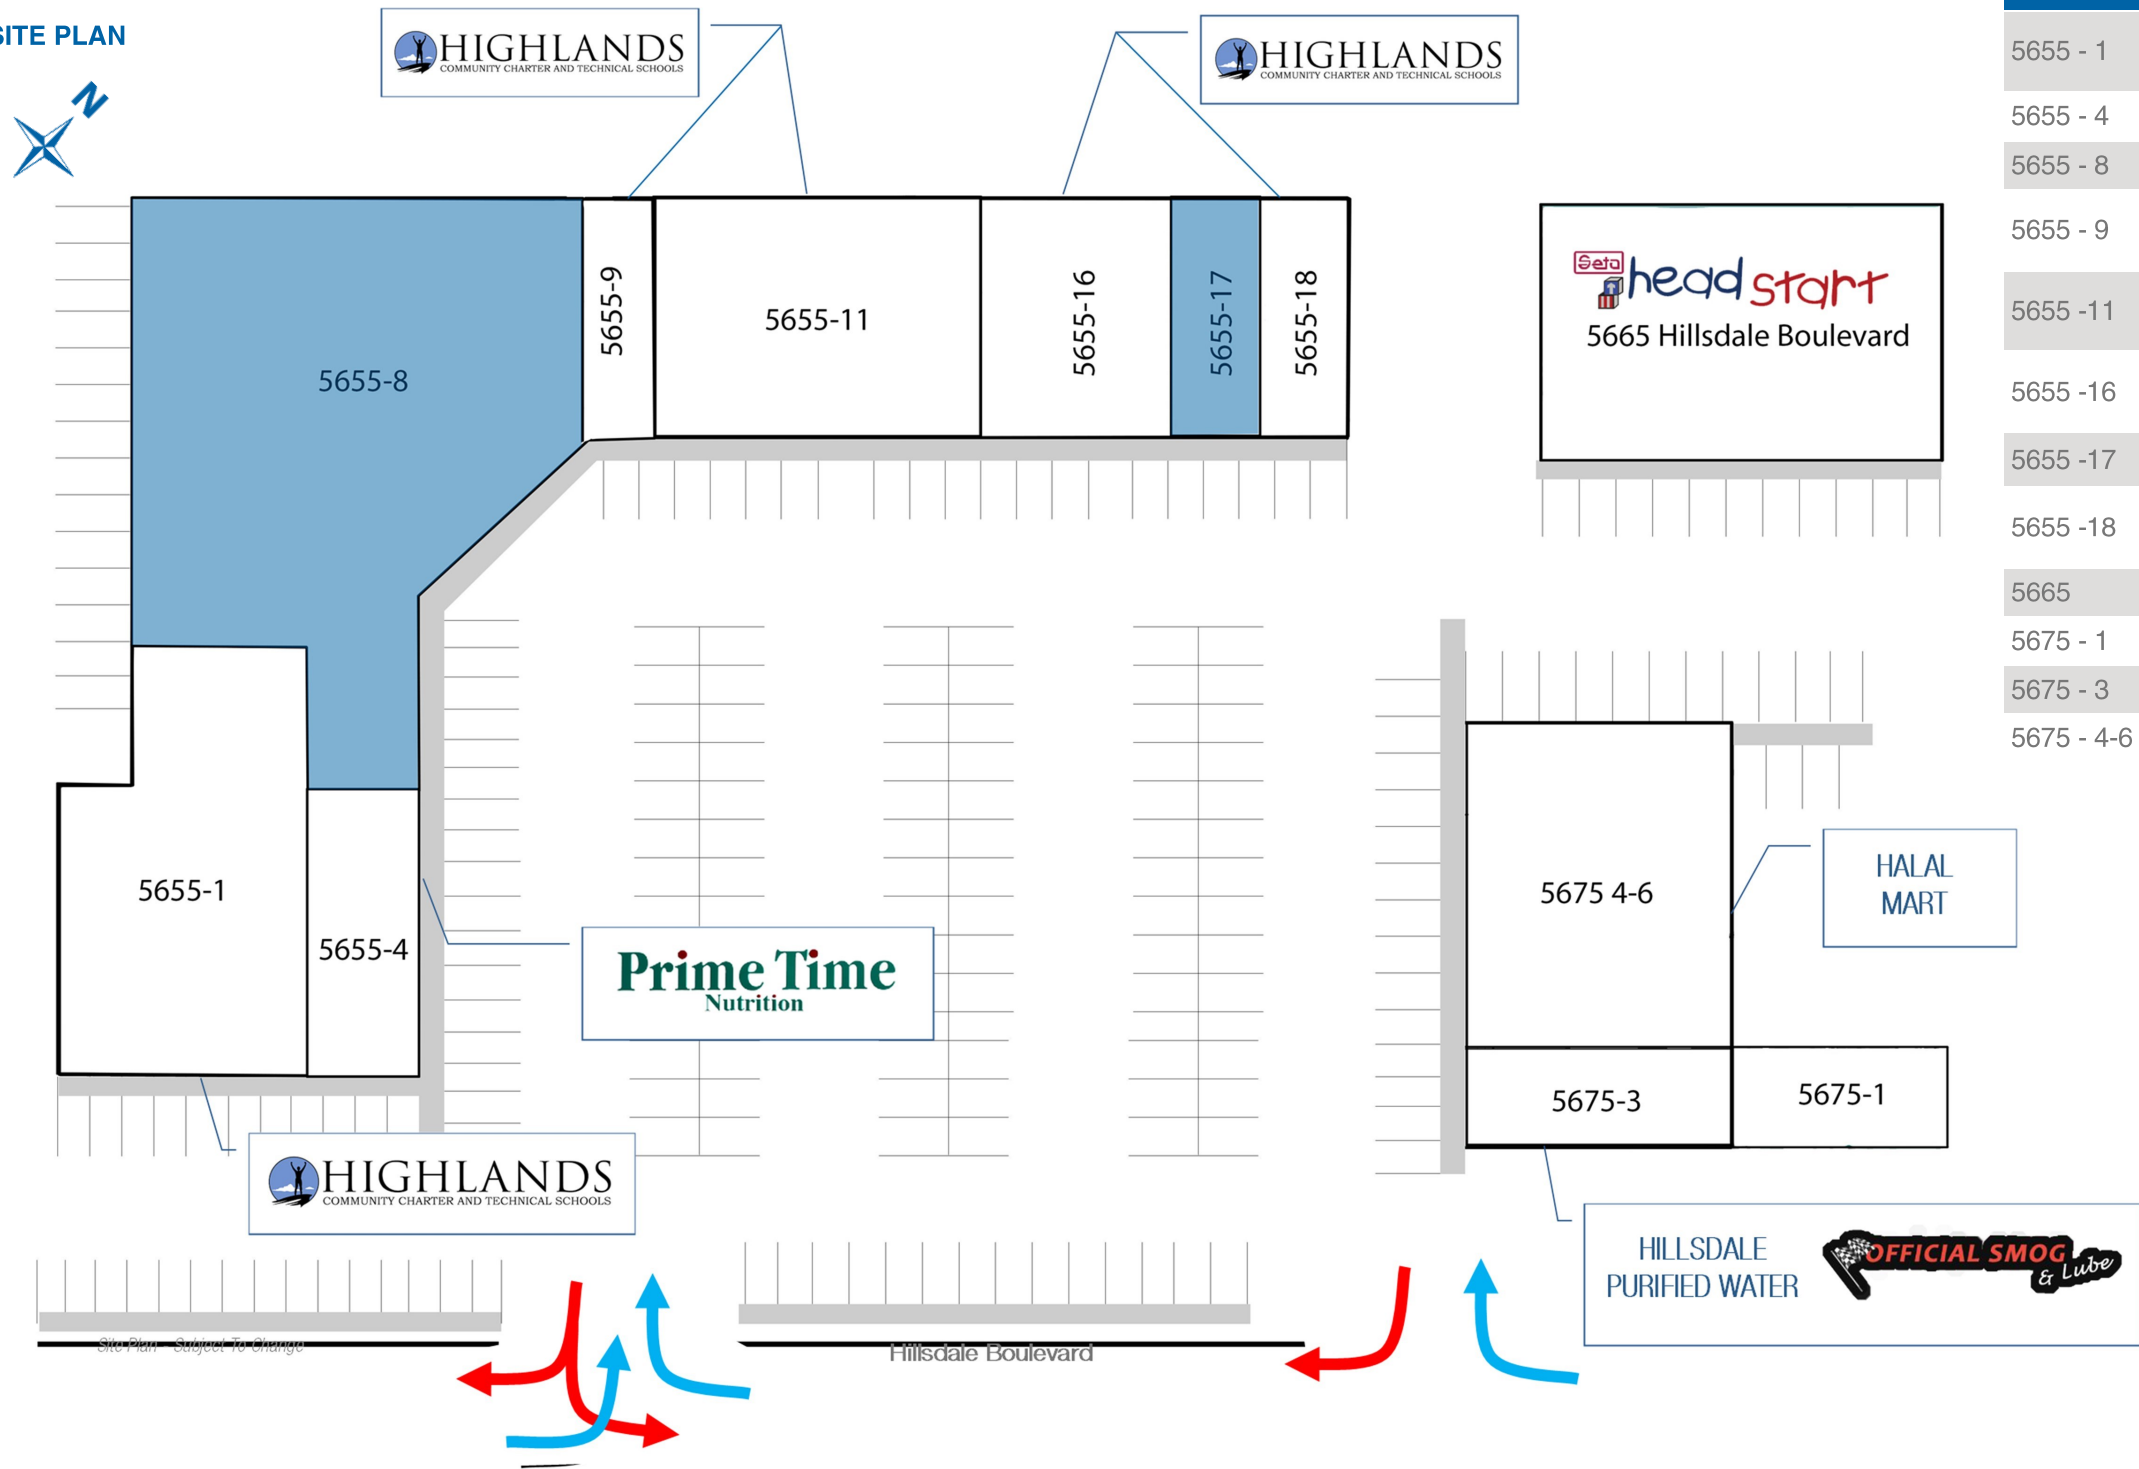 SITE PLAN
N
HIGHLANDS
COMMUNITY CHARTER AND TECHNICAL SCHOOLS
HIGHLANDS
COMMUNITY CHARTER AND TECHNICAL SCHOOLS
5655-8
5655-9
5655-11
5655-16
5655-17
5655-18
Seta
head start
5665 Hillsdale Boulevard
5655-1
5655-4
Prime Time
Nutrition
HIGHLANDS
COMMUNITY CHARTER AND TECHNICAL SCHOOLS
5675 4-6
HALAL
MART
5675-3
5675-1
HILLSDALE
PURIFIED WATER
OFFICIAL SMOG
& Lube
Site Plan - Subject To Change
Hillsdale Boulevard
5655 - 1
5655 - 4
5655 - 8
5655 - 9
5655 -11
5655 -16
5655 -17
5655 -18
5665
5675 - 1
5675 - 3
5675 - 4-6